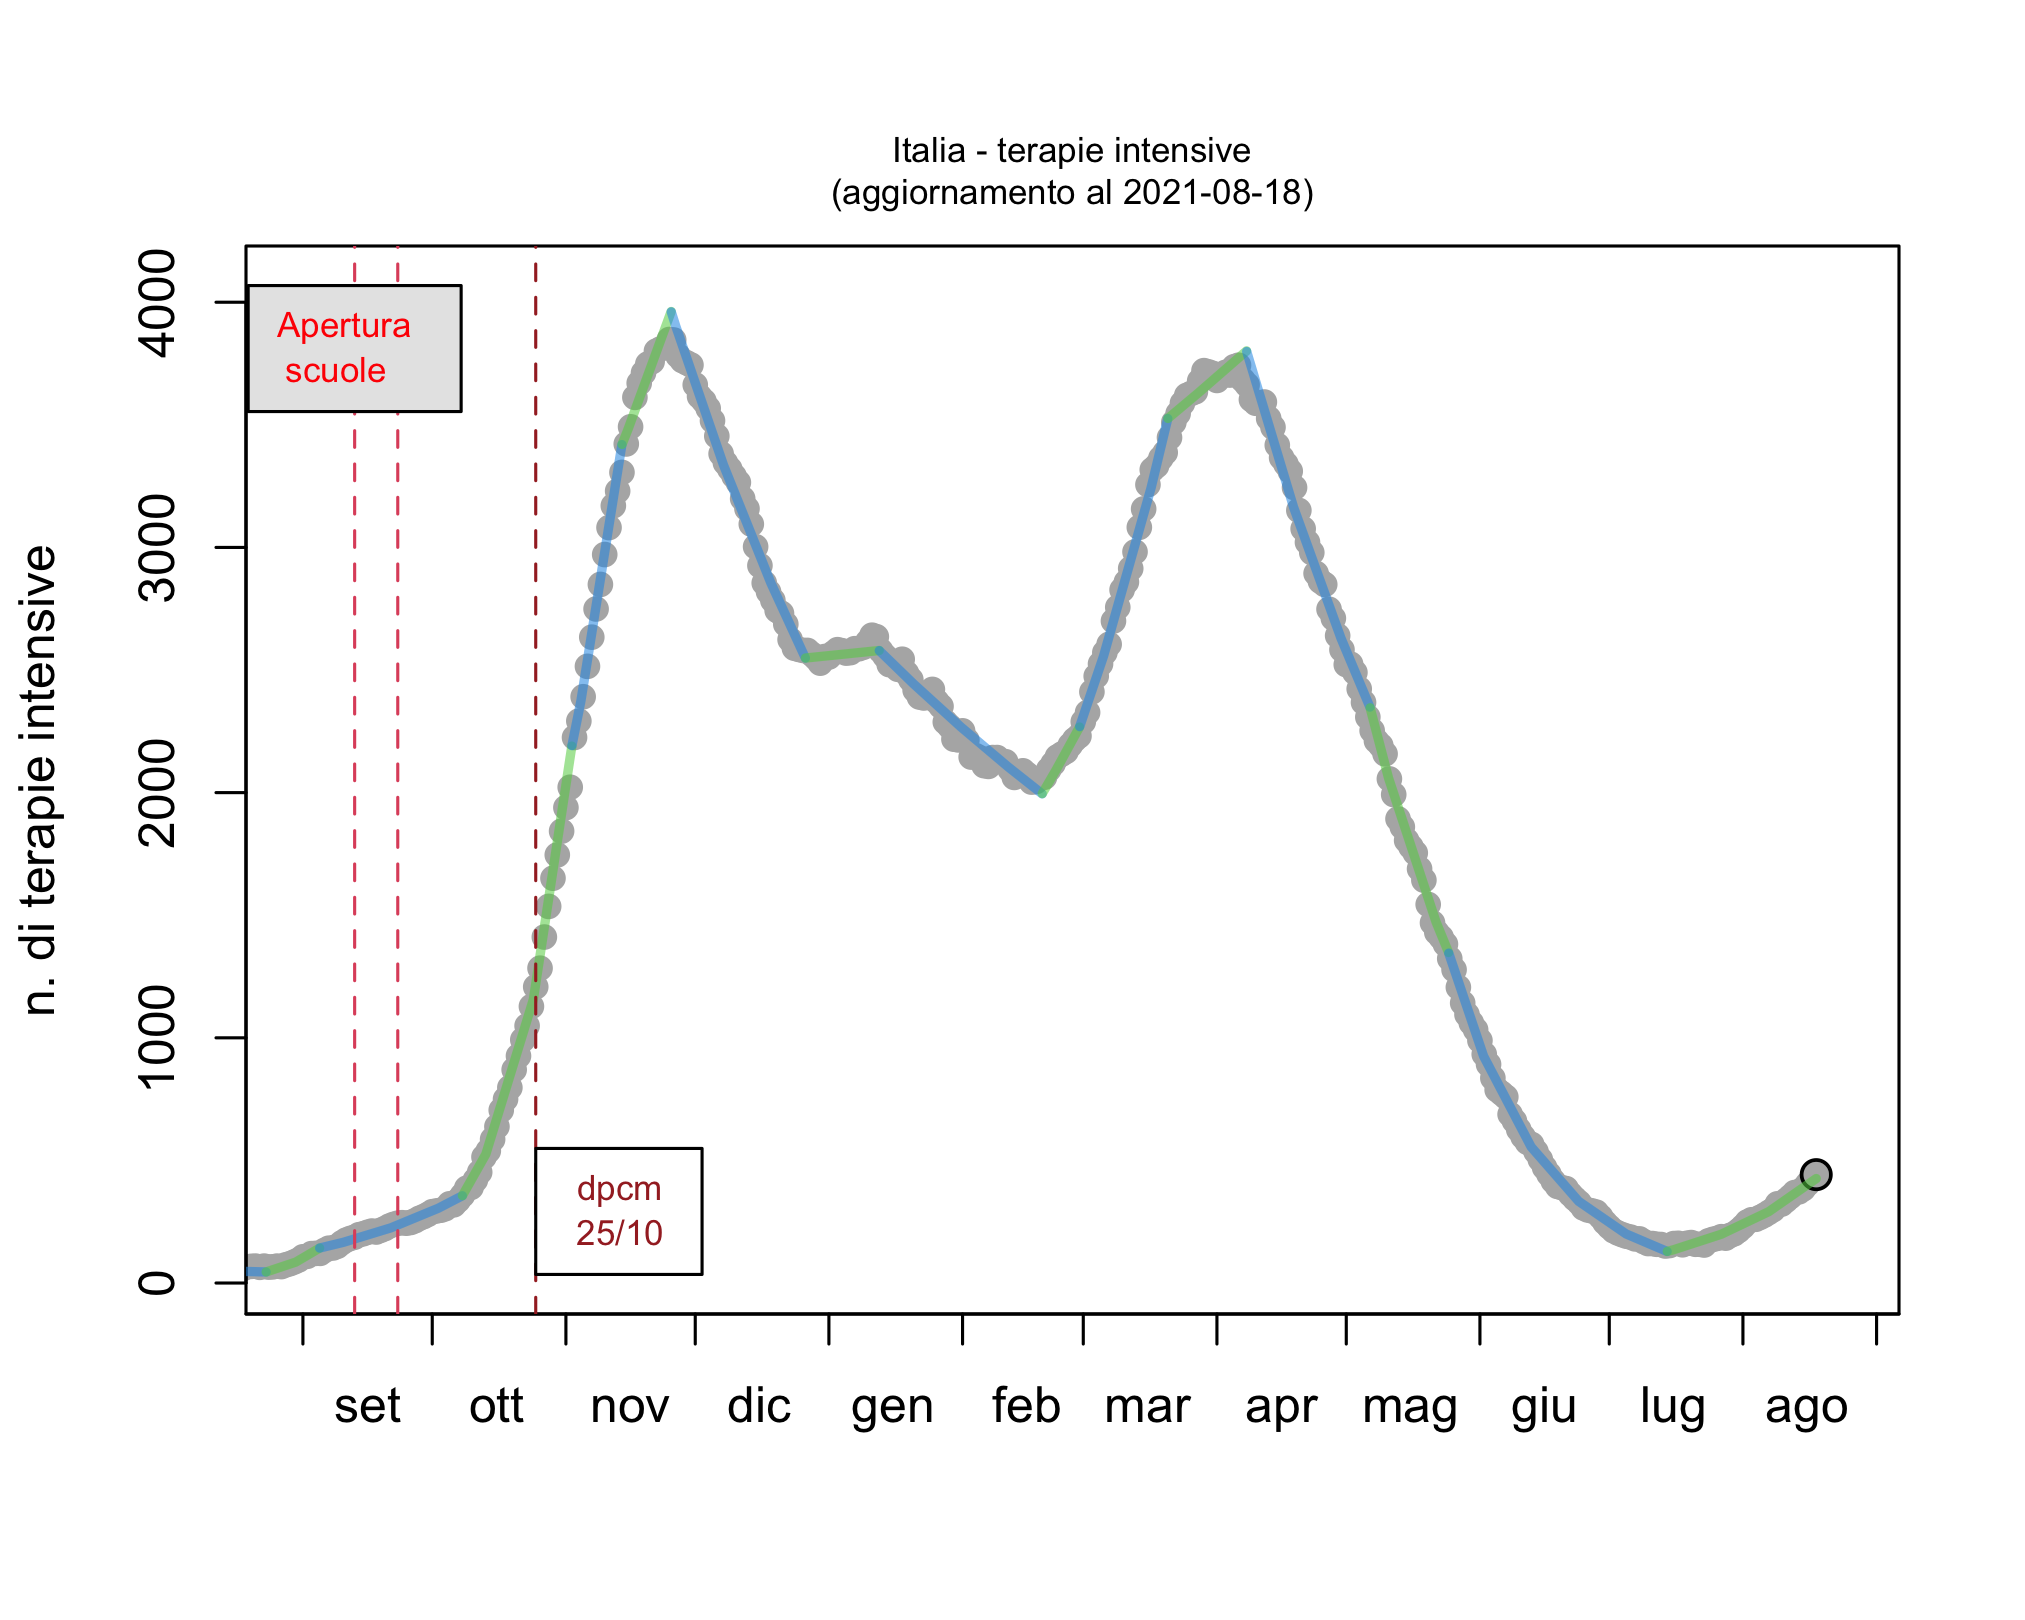 Italia - terapie intensive
(aggiornamento al 2021-08-18)
n. di terapie intensive
4000
3000
2000
1000
0
Apertura
scuole
dpcm
25/10
set ott nov dic gen feb mar apr mag giu lug ago